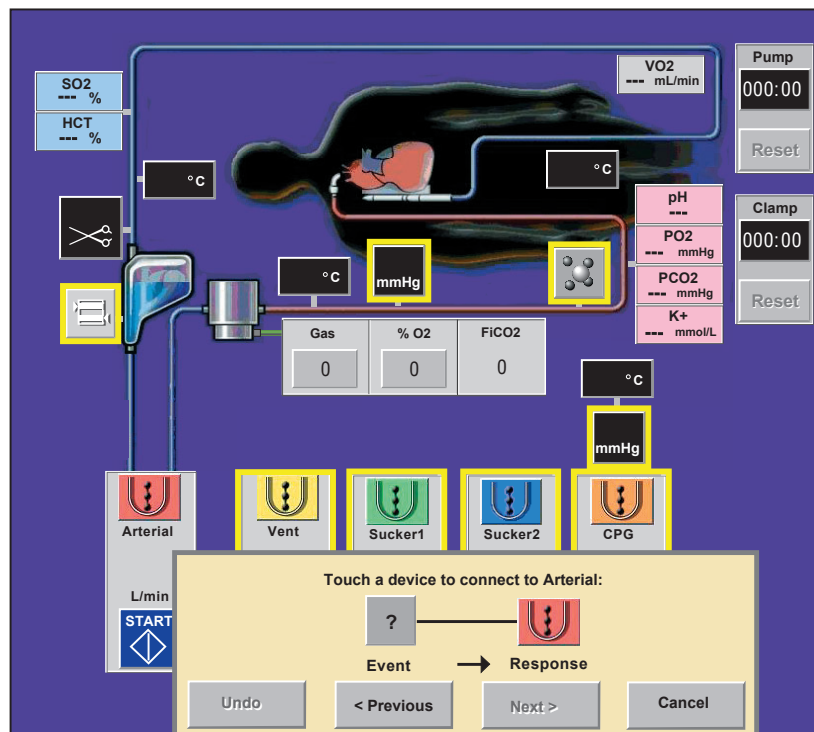 SO2
--- %
HCT
--- %
°C
VO2
--- mL/min
Pump
000:00
Reset
°C
pH
---
PO2
--- mmHg
PCO2
--- mmHg
K+
--- mmol/L
Clamp
000:00
Reset
°C
mmHg
Gas
0
% O2
0
FiCO2
0
°C
mmHg
Arterial
L/min
START
Vent
Sucker1
Sucker2
CPG
Touch a device to connect to Arterial:
?
Event → Response
Undo
< Previous
Next >
Cancel